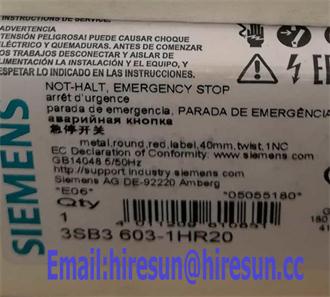 INSTRUCTIONS OF SERVICE.
ADVERTENCIA
TENSIÓN PELIGROSA! PUEDE CAUSAR CHOQUE
ELÉCTRICO Y QUEMADURAS. ANTES DE COMENZAR
LOS TRABAJOS, DESCONECTAR Y AISLAR DE
ALIMENTACIÓN LA INSTALACIÓN Y EL EQUIPO, Y
ESPERAR LO INDICADO EN LAS INSTRUCCIONES.
NOT-HALT, EMERGENCY STOP
arrêt d'urgence
parada de emergencia, PARADA DE EMERGÊNCIA
аварийная кнопка
急停开关
metal,round,red,label,40mm,twist,1NC
EC Declaration of Conformity: www.siemens.
GB14048.5/50Hz
http://support.industry.siemens.com
Siemens AG DE-92220 Amberg
"E06" "05055180"
Qty
1
3SB3 603-1HR20
SIEMENS
Email:hiresun@hiresun.cc